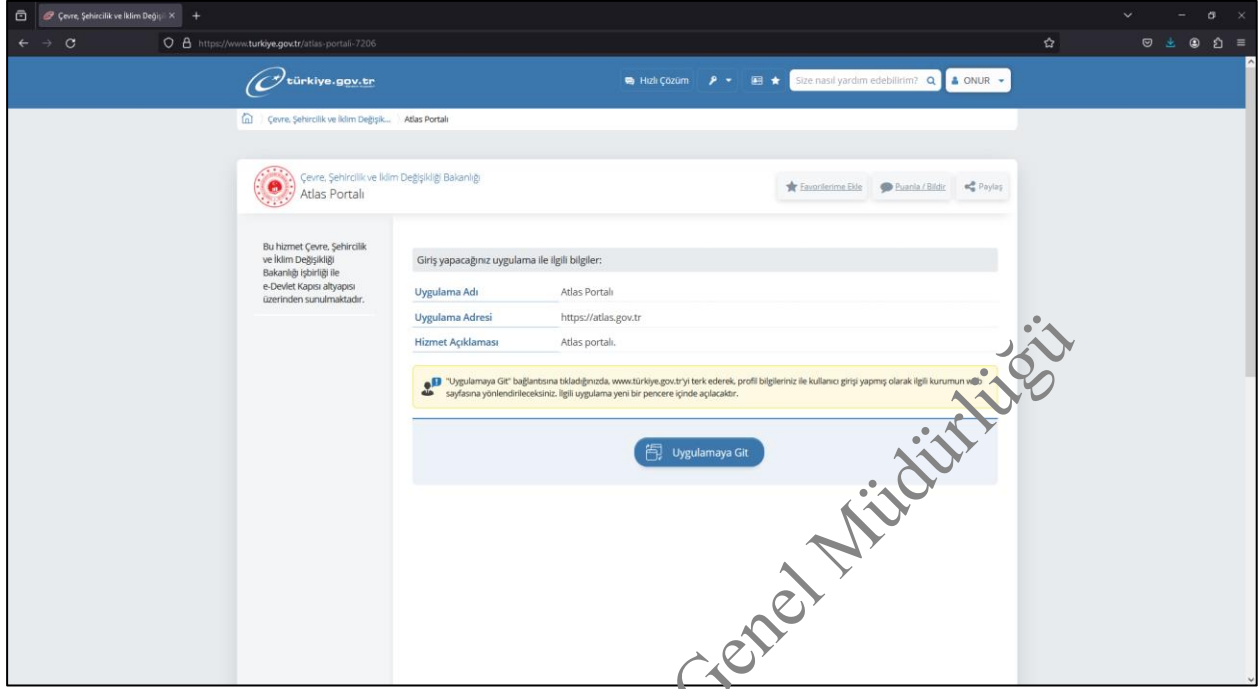 Çevre, Şehircilik ve İklim Değişi
https://www.turkiye.gov.tr/atlas-portali-7206
türkiye.gov.tr
Hızlı Çözüm
Size nasıl yardım edebilirim?
ONUR
Çevre, Şehircilik ve İklim Değişik...
Atlas Portalı
Çevre, Şehircilik ve İklim Değişikliği Bakanlığı
Atlas Portalı
Favorilerime Ekle
Puanla / Bildir
Paylaş
Bu hizmet Çevre, Şehircilik
ve İklim Değişikliği
Bakanlığı işbirliği ile
e-Devlet Kapısı altyapısı
üzerinden sunulmaktadır.
Giriş yapacağınız uygulama ile ilgili bilgiler:
Uygulama Adı Atlas Portalı
Uygulama Adresi https://atlas.gov.tr
Hizmet Açıklaması Atlas portalı.
"Uygulamaya Git" bağlantısına tıkladığınızda, www.türkiye.gov.tr'yi terk ederek, profil bilgileriniz ile kullanıcı girişi yapmış olarak ilgili kurumun web
sayfasına yönlendirileceksiniz. İlgili uygulama yeni bir pencere içinde açılacaktır.
Uygulamaya Git
Genel Müdürlüğü